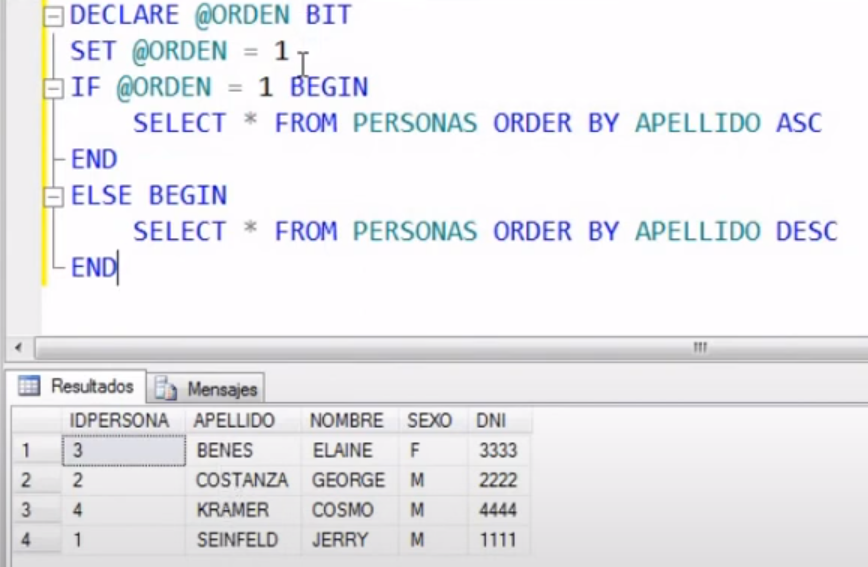 DECLARE @ORDEN BIT
SET @ORDEN = 1
IF @ORDEN = 1 BEGIN
SELECT * FROM PERSONAS ORDER BY APELLIDO ASC
END
ELSE BEGIN
SELECT * FROM PERSONAS ORDER BY APELLIDO DESC
END
Resultados Mensajes
IDPERSONA APELLIDO NOMBRE SEXO DNI
1 3 BENES ELAINE F 3333
2 2 COSTANZA GEORGE M 2222
3 4 KRAMER COSMO M 4444
4 1 SEINFELD JERRY M 1111